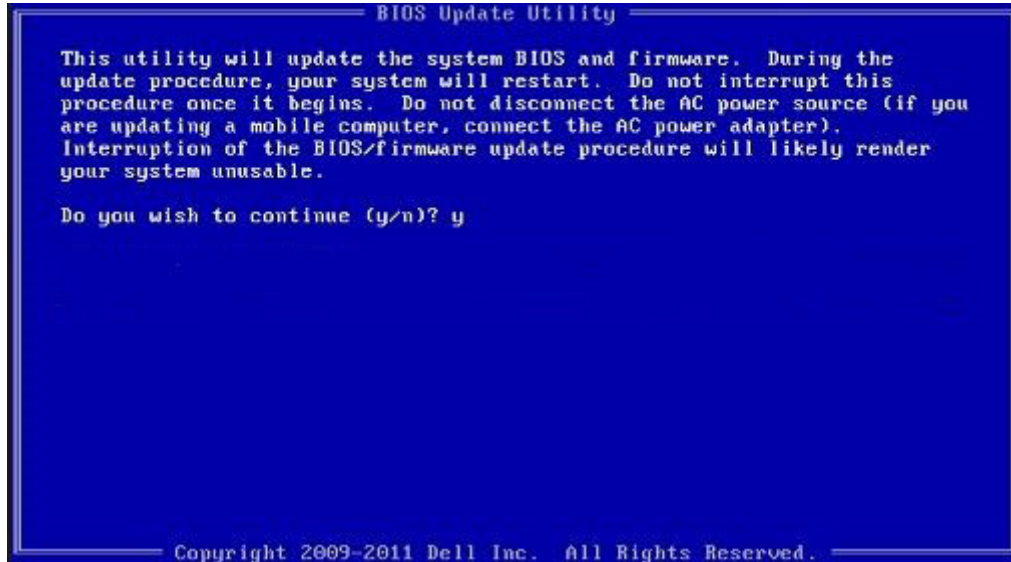 BIOS Update Utility
This utility will update the system BIOS and firmware. During the
update procedure, your system will restart. Do not interrupt this
procedure once it begins. Do not disconnect the AC power source (if you
are updating a mobile computer, connect the AC power adapter).
Interruption of the BIOS/firmware update procedure will likely render
your system unusable.
Do you wish to continue (y/n)? y
Copyright 2009-2011 Dell Inc. All Rights Reserved.